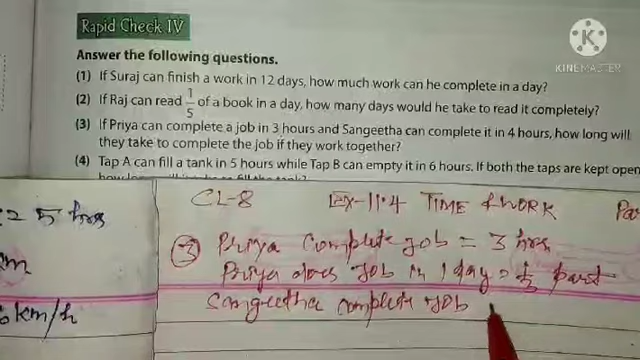 Rapid Check IV
KINEMASTER
Answer the following questions.
(1) If Suraj can finish a work in 12 days, how much work can he complete in a day?
(2) If Raj can read 1/5 of a book in a day, how many days would he take to read it completely?
(3) If Priya can complete a job in 3 hours and Sangeetha can complete it in 4 hours, how long will
they take to complete the job if they work together?
(4) Tap A can fill a tank in 5 hours while Tap B can empty it in 6 hours. If both the taps are kept open
CL-8 EX-11.4 TIME & WORK
= 5 hrs
(3) Priya complete job = 3 hrs
km
Priya does job in 1 day = 1/3 part
Sangeetha complete job
km/h